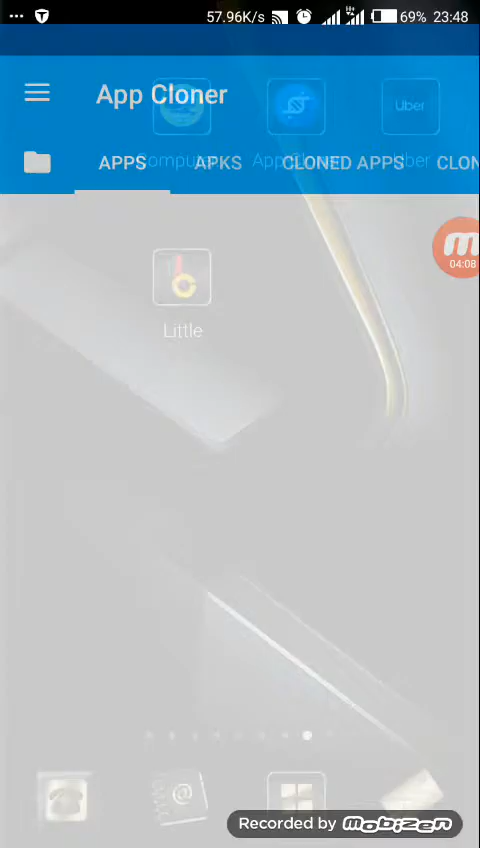 57.96K/s 69% 23:48
App Cloner
Uber
APPS APKS CLONED APPS CLON
Uber
04:08
Little
Recorded by mobizen